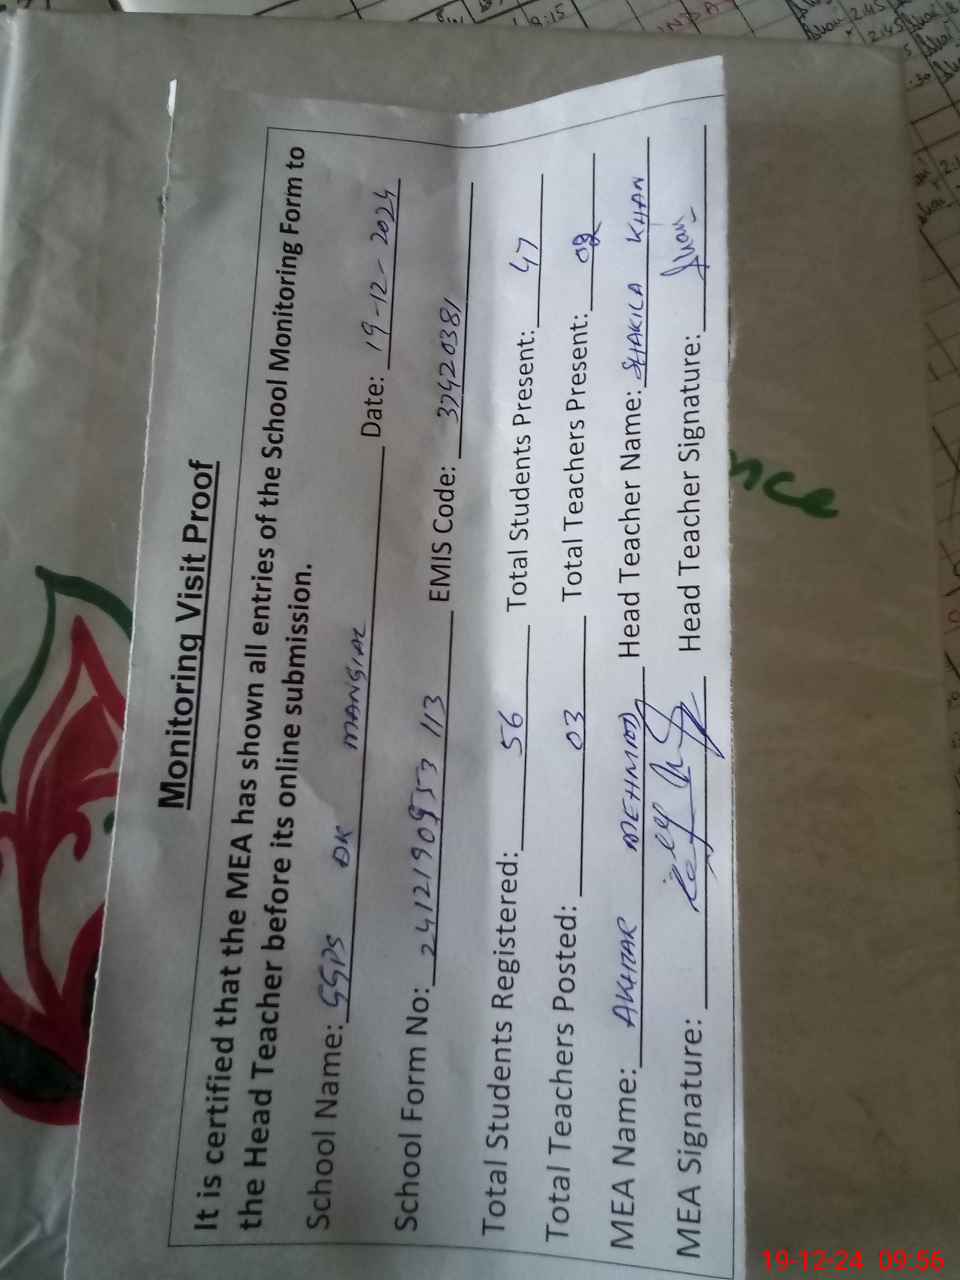 Monitoring Visit Proof
It is certified that the MEA has shown all entries of the School Monitoring Form to
the Head Teacher before its online submission.
School Name: GGPS DK MANGIAL Date: 19-12-2024
School Form No: 2412190953 113 EMIS Code: 37420381
Total Students Registered: 56 Total Students Present: 47
Total Teachers Posted: 03 Total Teachers Present: 02
MEA Name: AKHTAR MEHMOOD Head Teacher Name: SHAKILA KHAN
MEA Signature: Head Teacher Signature:
nce
19-12-24 09:56